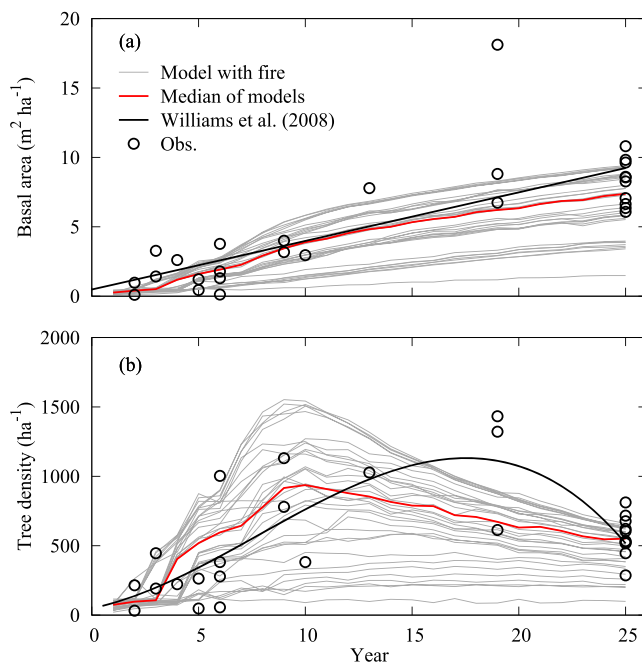 20
(a)
Model with fire
Median of models
Williams et al. (2008)
Obs.
15
10
5
0
Basal area (m² ha⁻¹)
2000
(b)
1500
1000
500
0
Tree density (ha⁻¹)
0 5 10 15 20 25
Year